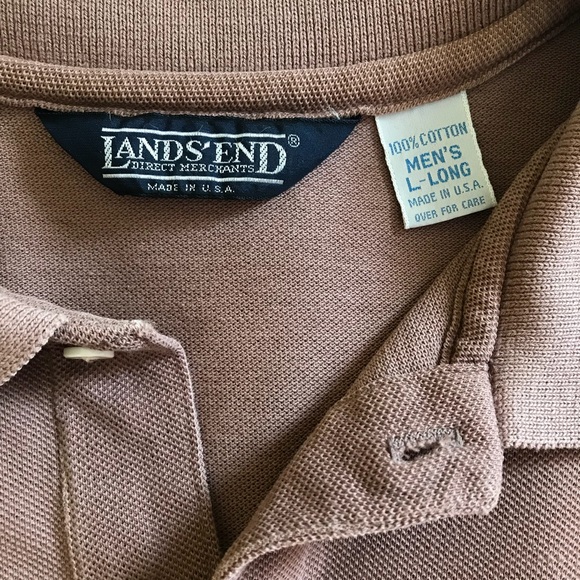 LANDS' END®
DIRECT MERCHANTS
MADE IN U.S.A.
100% COTTON
MEN'S
L-LONG
MADE IN U.S.A.
OVER FOR CARE